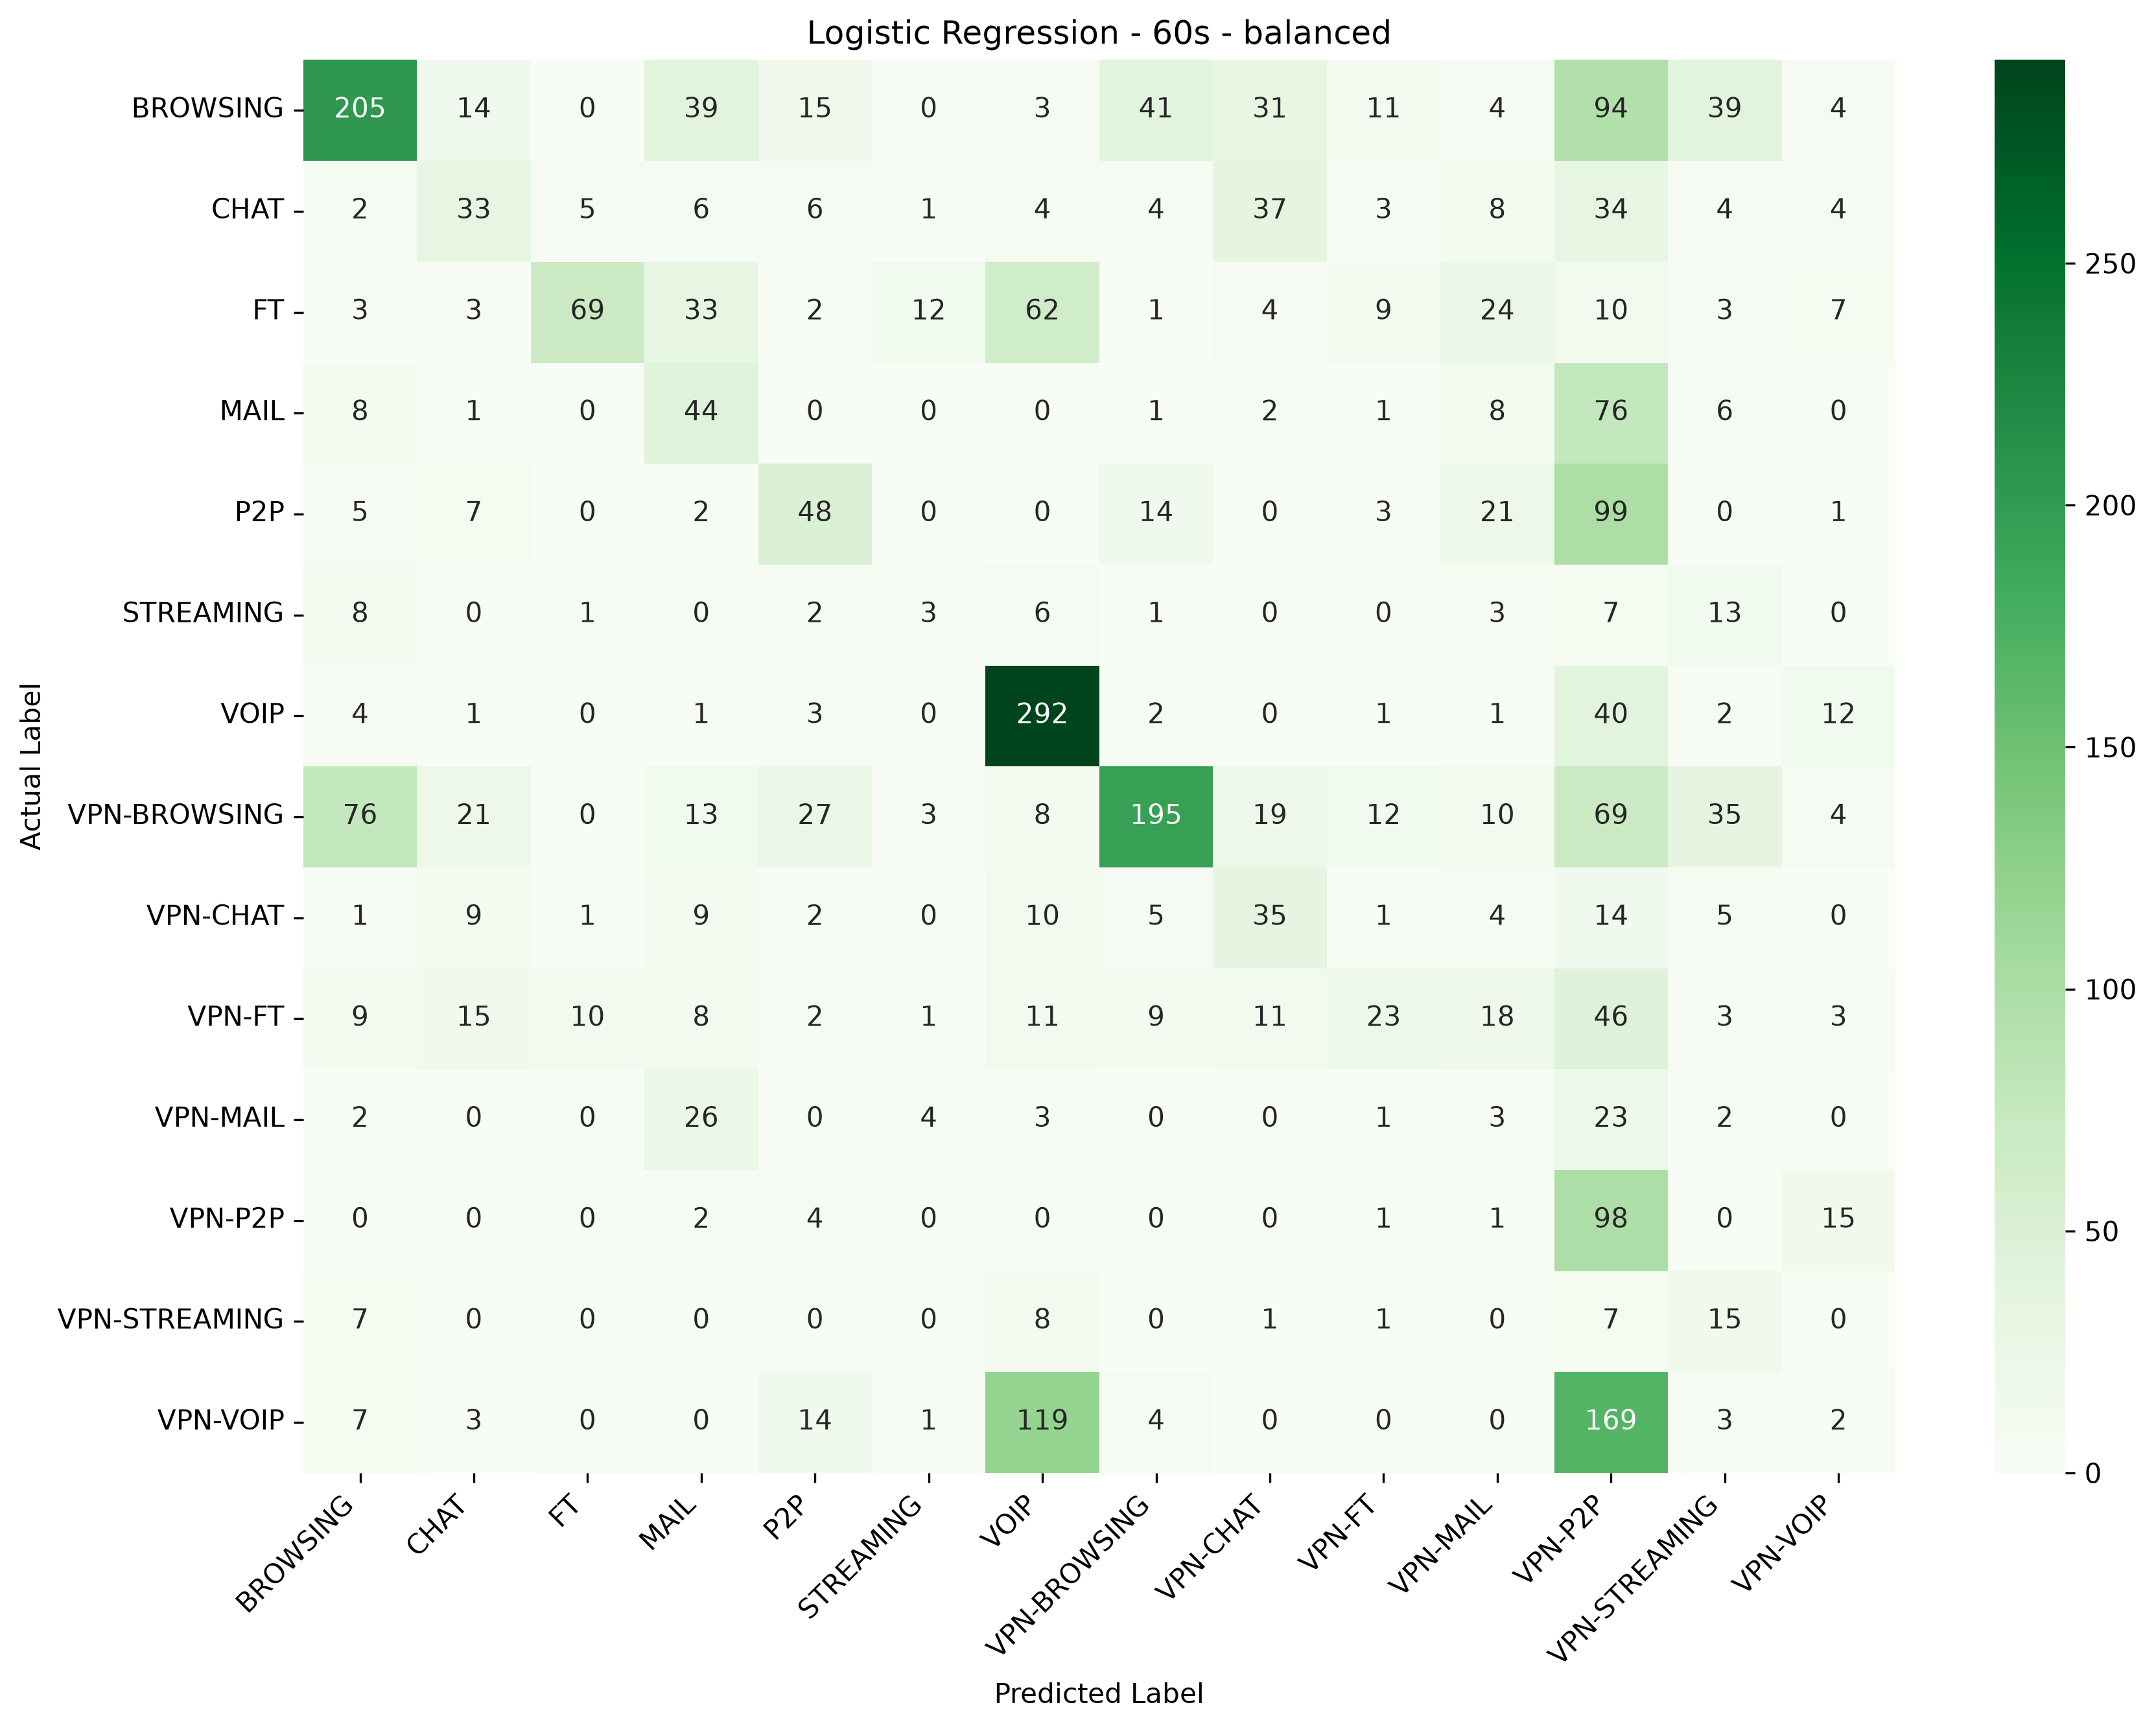 Logistic Regression - 60s - balanced
Actual Label
BROWSING 205 14 0 39 15 0 3 41 31 11 4 94 39 4
CHAT 2 33 5 6 6 1 4 4 37 3 8 34 4 4
FT 3 3 69 33 2 12 62 1 4 9 24 10 3 7
MAIL 8 1 0 44 0 0 0 1 2 1 8 76 6 0
P2P 5 7 0 2 48 0 0 14 0 3 21 99 0 1
STREAMING 8 0 1 0 2 3 6 1 0 0 3 7 13 0
VOIP 4 1 0 1 3 0 292 2 0 1 1 40 2 12
VPN-BROWSING 76 21 0 13 27 3 8 195 19 12 10 69 35 4
VPN-CHAT 1 9 1 9 2 0 10 5 35 1 4 14 5 0
VPN-FT 9 15 10 8 2 1 11 9 11 23 18 46 3 3
VPN-MAIL 2 0 0 26 0 4 3 0 0 1 3 23 2 0
VPN-P2P 0 0 0 2 4 0 0 0 0 1 1 98 0 15
VPN-STREAMING 7 0 0 0 0 0 8 0 1 1 0 7 15 0
VPN-VOIP 7 3 0 0 14 1 119 4 0 0 0 169 3 2
BROWSING CHAT FT MAIL P2P STREAMING VOIP VPN-BROWSING VPN-CHAT VPN-FT VPN-MAIL VPN-P2P VPN-STREAMING VPN-VOIP
Predicted Label
250
200
150
100
50
0